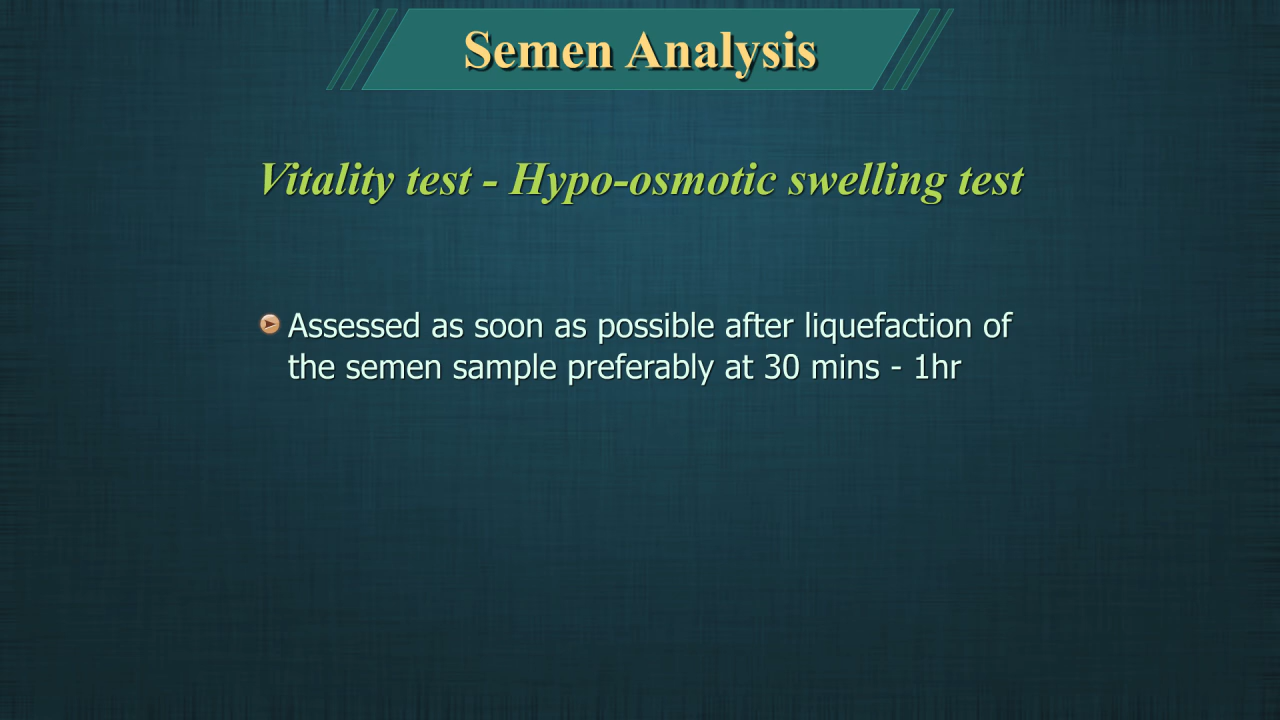 Semen Analysis
Vitality test - Hypo-osmotic swelling test
Assessed as soon as possible after liquefaction of
the semen sample preferably at 30 mins - 1hr